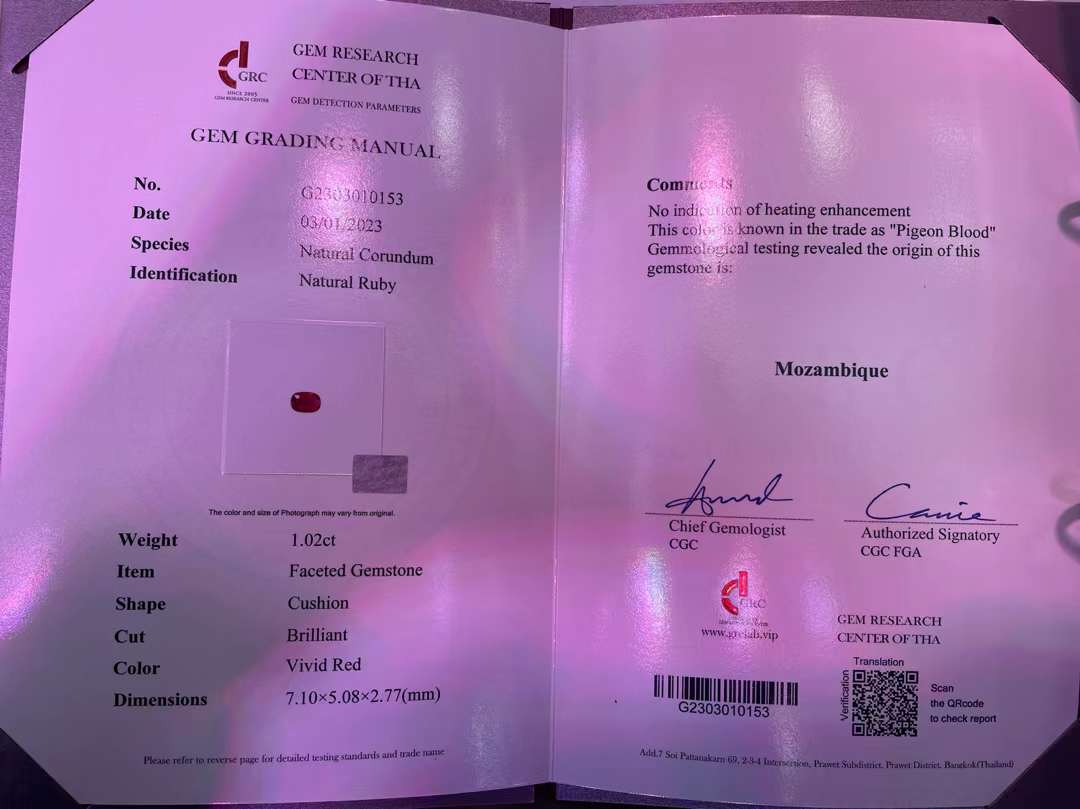 GRC
SINCE 2005
GEM RESEARCH CENTER
GEM RESEARCH
CENTER OF THA
GEM DETECTION PARAMETERS
GEM GRADING MANUAL
No. G2303010153
Date 03/01/2023
Species Natural Corundum
Identification Natural Ruby
The color and size of Photograph may vary from original.
Weight 1.02ct
Item Faceted Gemstone
Shape Cushion
Cut Brilliant
Color Vivid Red
Dimensions 7.10×5.08×2.77(mm)
Please refer to reverse page for detailed testing standards and trade name
Comments
No indication of heating enhancement
This color is known in the trade as "Pigeon Blood"
Gemmological testing revealed the origin of this
gemstone is:
Mozambique
Chief Gemologist
CGC
Authorized Signatory
CGC FGA
GRC
www.grclab.vip
GEM RESEARCH
CENTER OF THA
G2303010153
Translation
Verification
Scan
the QRcode
to check report
Add.7 Soi Pattanakarn 69, 2-3-4 Intersection, Prawet Subdistrict, Prawet District, Bangkok(Thailand)